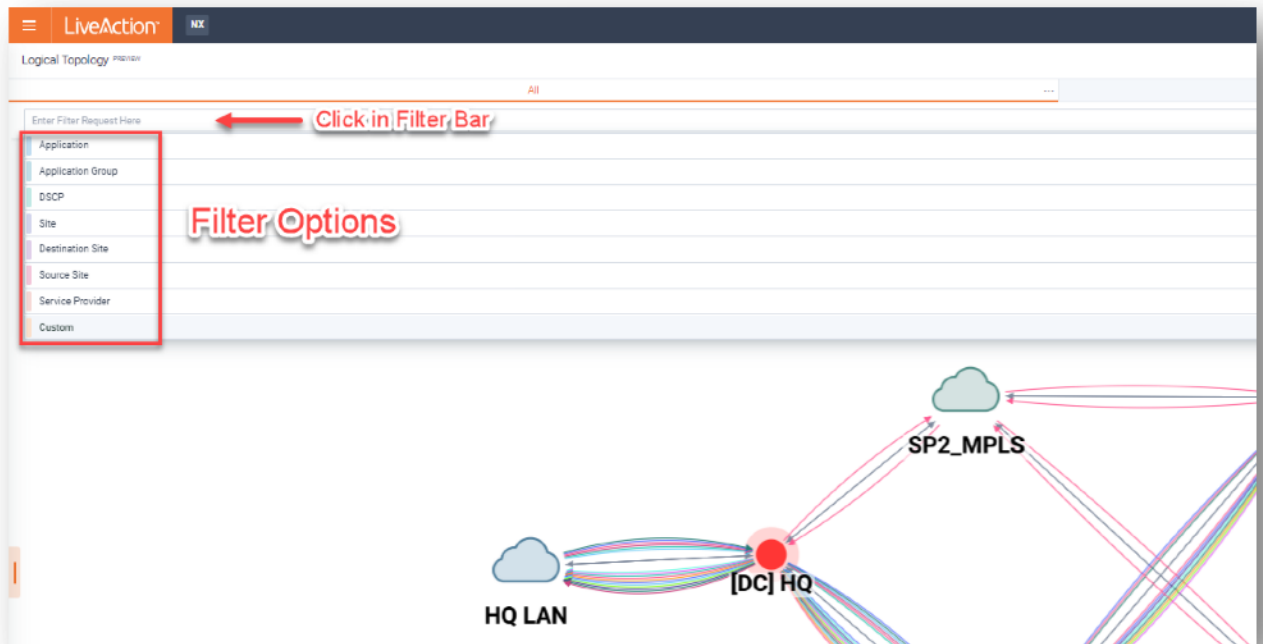 LiveAction
NX
Logical Topology PREVIEW
All
...
Enter Filter Request Here
Click in Filter Bar
Application
Application Group
DSCP
Site
Filter Options
Destination Site
Source Site
Service Provider
Custom
SP2_MPLS
[DC] HQ
HQ LAN